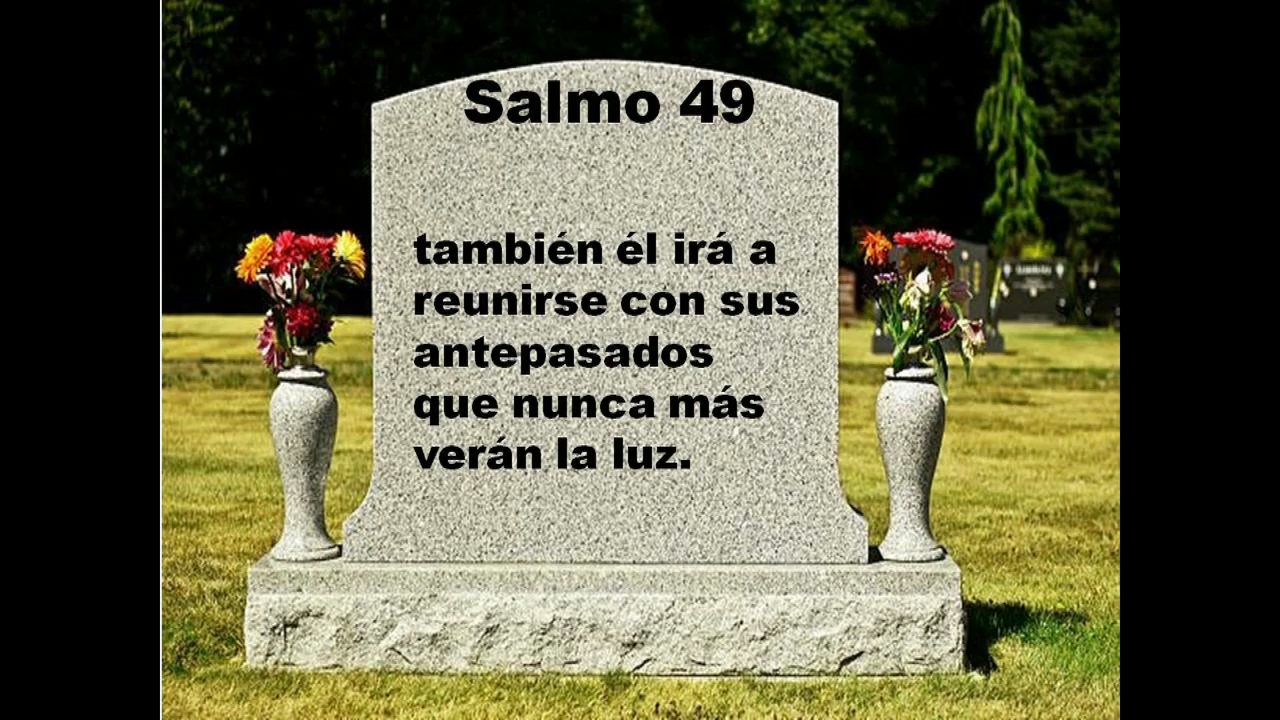 Salmo 49
también él irá a
reunirse con sus
antepasados
que nunca más
verán la luz.